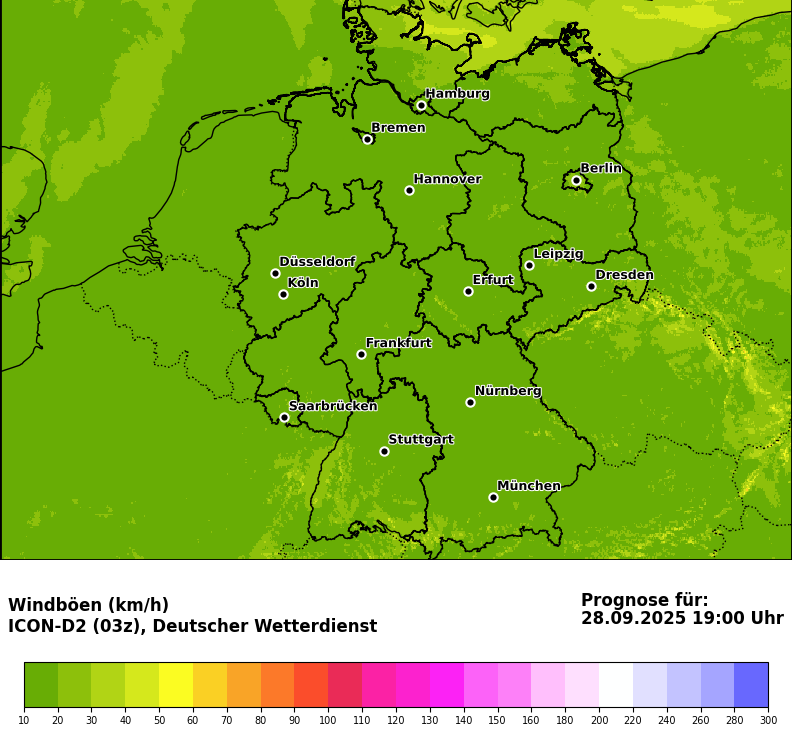 Hamburg
Bremen
Berlin
Hannover
Leipzig
Düsseldorf
Dresden
Köln
Erfurt
Frankfurt
Nürnberg
Saarbrücken
Stuttgart
München
Windböen (km/h)
ICON-D2 (03z), Deutscher Wetterdienst
Prognose für:
28.09.2025 19:00 Uhr
10 20 30 40 50 60 70 80 90 100 110 120 130 140 150 160 180 200 220 240 260 280 300